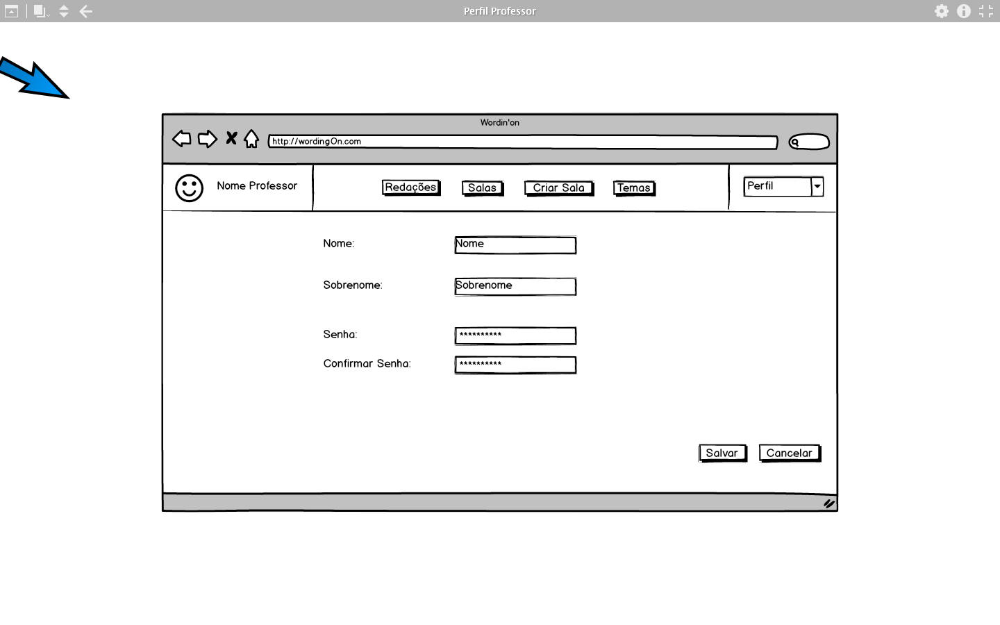 Perfil Professor
Wordin'on
http://wordingOn.com
Nome Professor
Redações
Salas
Criar Sala
Temas
Perfil
Nome:
Nome
Sobrenome:
Sobrenome
Senha:
**********
Confirmar Senha:
**********
Salvar
Cancelar